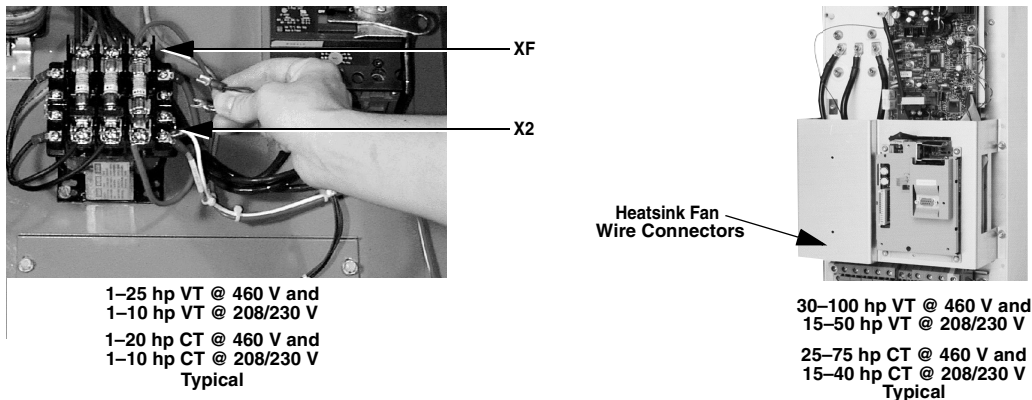 XF
X2
1–25 hp VT @ 460 V and
1–10 hp VT @ 208/230 V
1–20 hp CT @ 460 V and
1–10 hp CT @ 208/230 V
Typical
Heatsink Fan
Wire Connectors
30–100 hp VT @ 460 V and
15–50 hp VT @ 208/230 V
25–75 hp CT @ 460 V and
15–40 hp CT @ 208/230 V
Typical